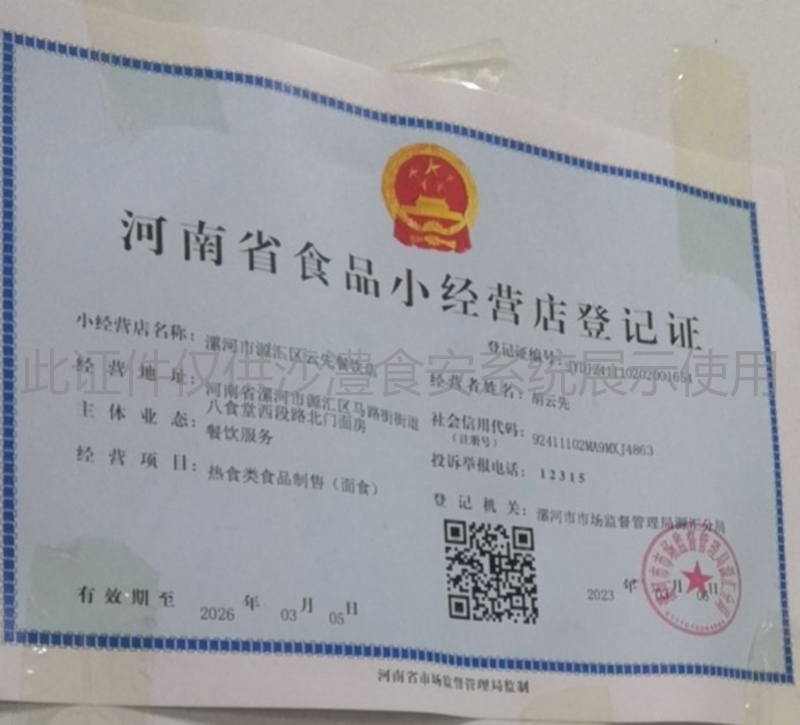 河南省食品小经营店登记证
小经营店名称：漯河市源汇区云先餐饮店
登记证编号：JYDJ241110202001654
此证件仅供沙澧食安系统展示使用
经营地址：河南省漯河市源汇区马路街街道
八食堂西段路北门面房
经营者姓名：胡云先
主体业态：餐饮服务
社会信用代码：92411102MA9MXJ4863
（注册号）
经营项目：热食类食品制售（面食）
投诉举报电话：12315
登记机关：漯河市市场监督管理局源汇分局
有效期至 2026 年 03 月 05 日
2023 年 03 月 06 日
河南省市场监督管理局监制